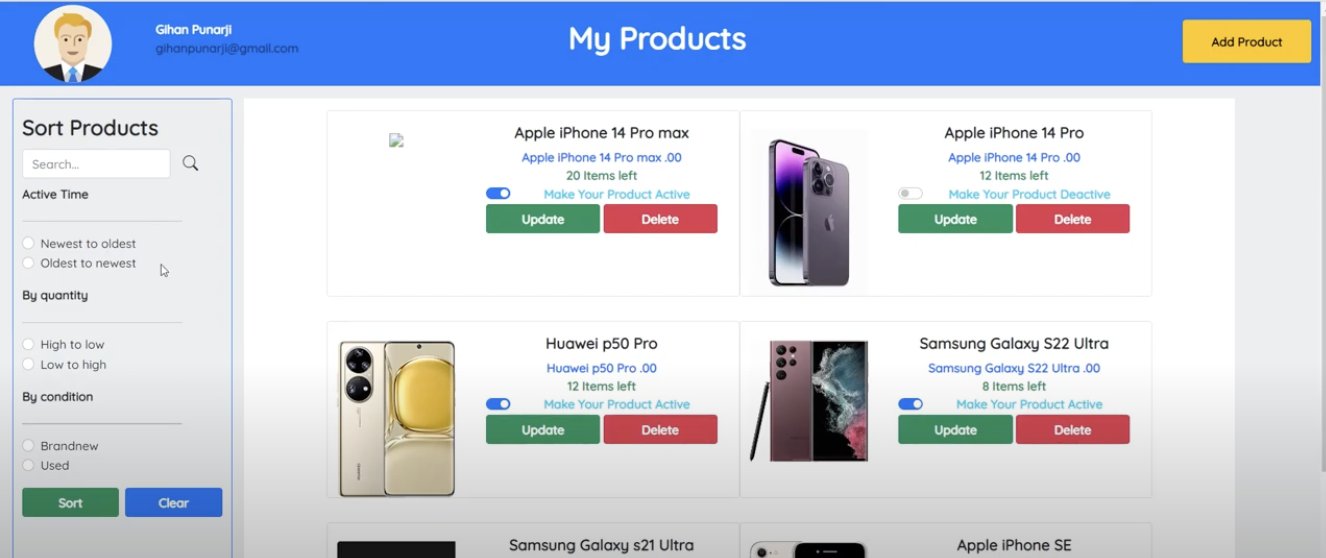 Gihan Punarji
gihanpunarji@gmail.com
My Products
Add Product
Sort Products
Search...
Active Time
Newest to oldest
Oldest to newest
By quantity
High to low
Low to high
By condition
Brandnew
Used
Sort
Clear
Apple iPhone 14 Pro max
Apple iPhone 14 Pro max .00
20 Items left
Make Your Product Active
Update
Delete
Apple iPhone 14 Pro
Apple iPhone 14 Pro .00
12 Items left
Make Your Product Deactive
Update
Delete
Huawei p50 Pro
Huawei p50 Pro .00
12 Items left
Make Your Product Active
Update
Delete
Samsung Galaxy S22 Ultra
Samsung Galaxy S22 Ultra .00
8 Items left
Make Your Product Active
Update
Delete
Samsung Galaxy s21 Ultra
Apple iPhone SE